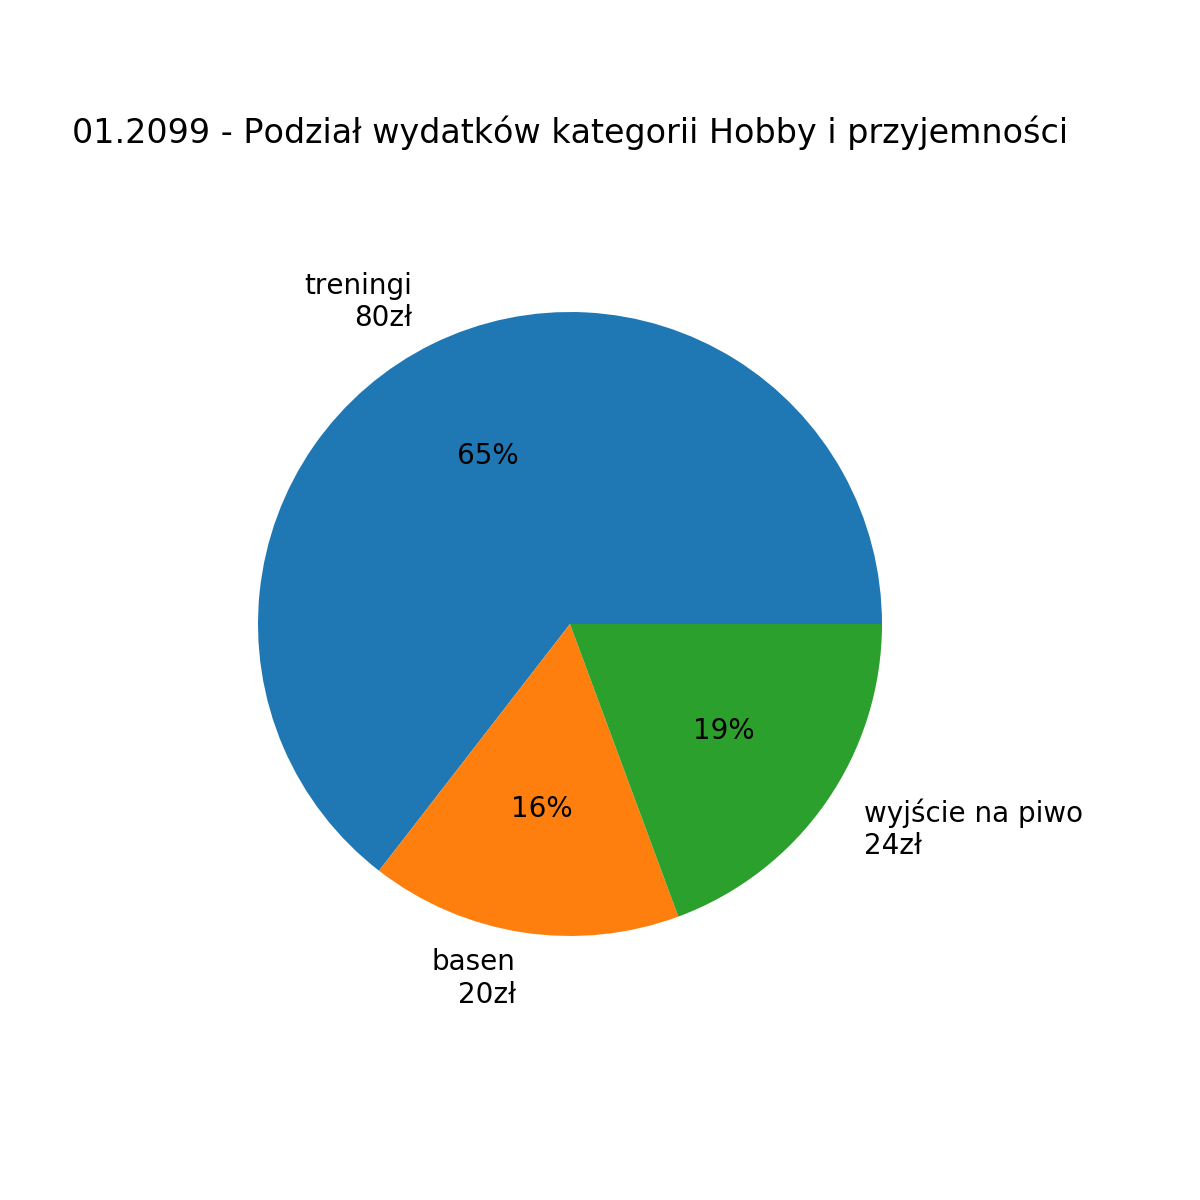 01.2099 - Podział wydatków kategorii Hobby i przyjemności
treningi
80zł
65%
19%
16%
wyjście na piwo
24zł
basen
20zł